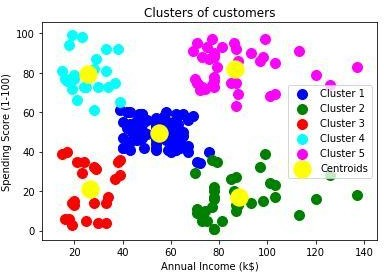 Clusters of customers
Spending Score (1-100)
100
80
60
40
20
0
Cluster 1
Cluster 2
Cluster 3
Cluster 4
Cluster 5
Centroids
20 40 60 80 100 120 140
Annual Income (k$)